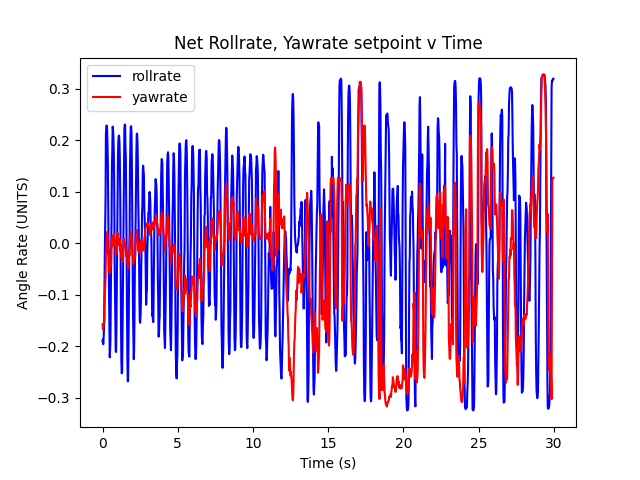 Net Rollrate, Yawrate setpoint v Time
rollrate
yawrate
0.3
0.2
0.1
0.0
−0.1
−0.2
−0.3
Angle Rate (UNITS)
0 5 10 15 20 25 30
Time (s)